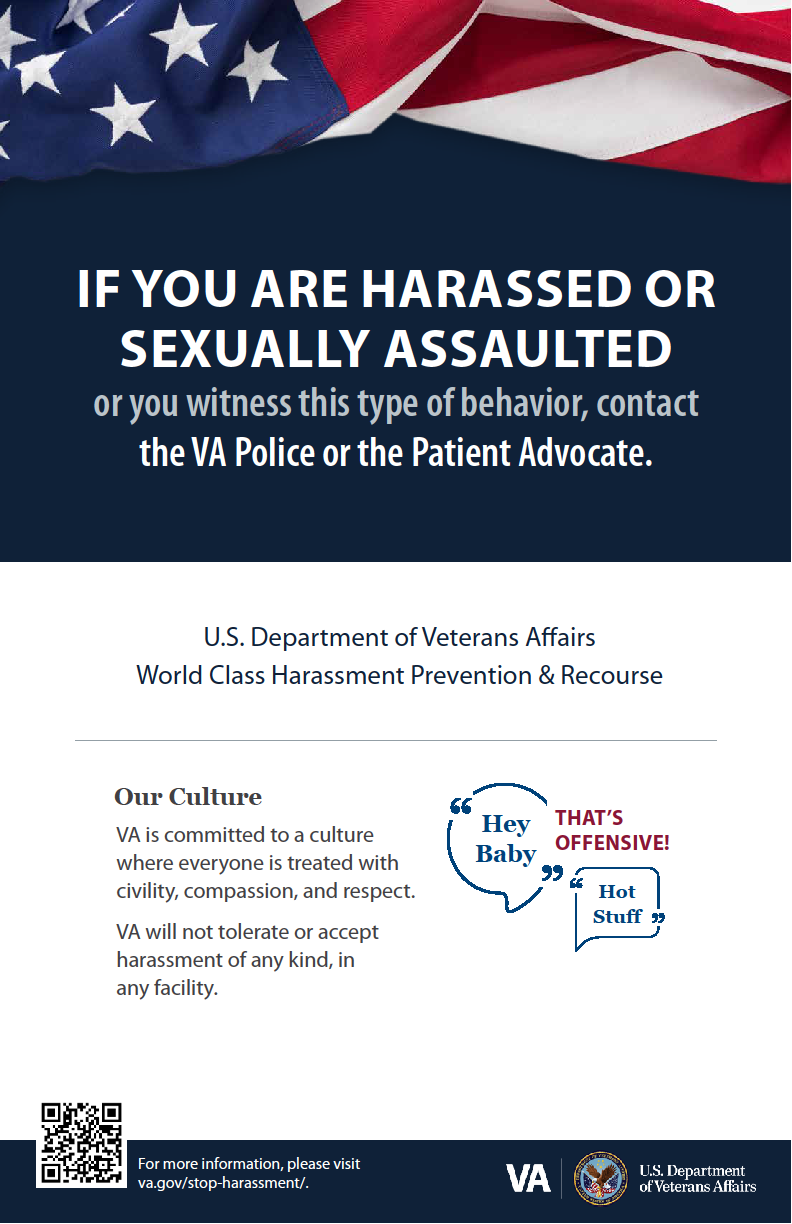 IF YOU ARE HARASSED OR
SEXUALLY ASSAULTED
or you witness this type of behavior, contact
the VA Police or the Patient Advocate.
U.S. Department of Veterans Affairs
World Class Harassment Prevention & Recourse
Our Culture
VA is committed to a culture
where everyone is treated with
civility, compassion, and respect.
VA will not tolerate or accept
harassment of any kind, in
any facility.
“ Hey
Baby ”
THAT'S
OFFENSIVE!
“ Hot
Stuff ”
For more information, please visit
va.gov/stop-harassment/.
VA
U.S. Department
of Veterans Affairs